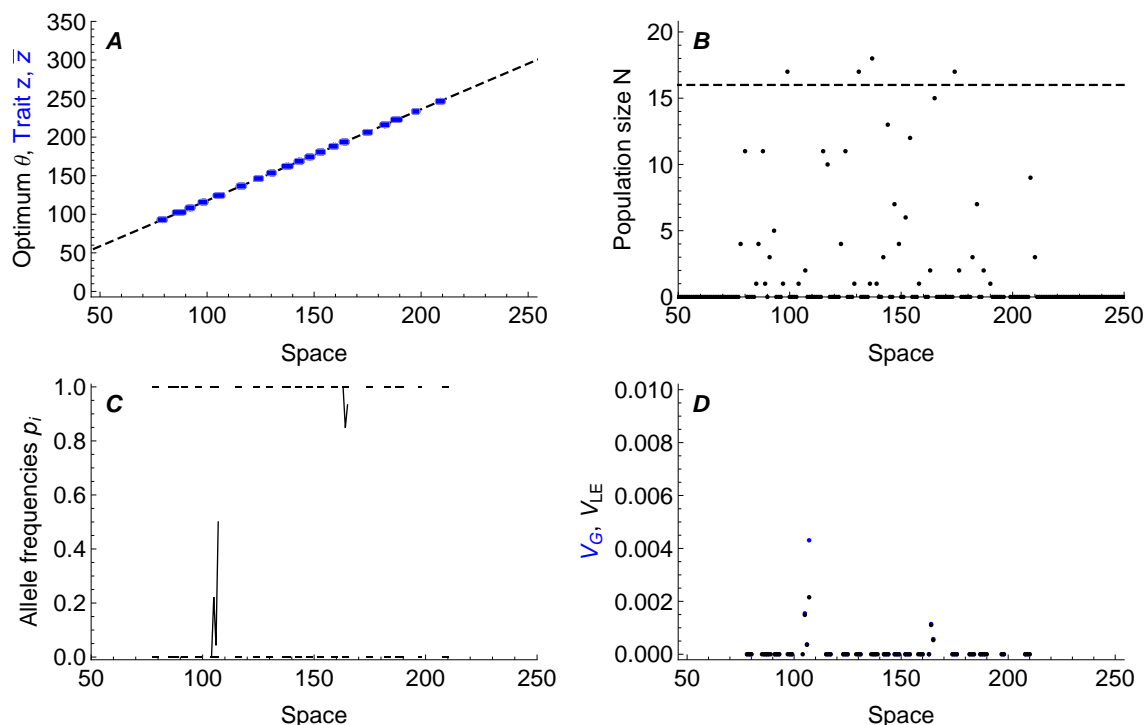 A
350
300
250
200
150
100
50
0
Optimum θ, Trait z, z̅
50 100 150 200 250
Space
B
20
15
10
5
0
Population size N
50 100 150 200 250
Space
C
1.0
0.8
0.6
0.4
0.2
0.0
Allele frequencies pᵢ
50 100 150 200 250
Space
D
0.010
0.008
0.006
0.004
0.002
0.000
V_G, V_LE
50 100 150 200 250
Space